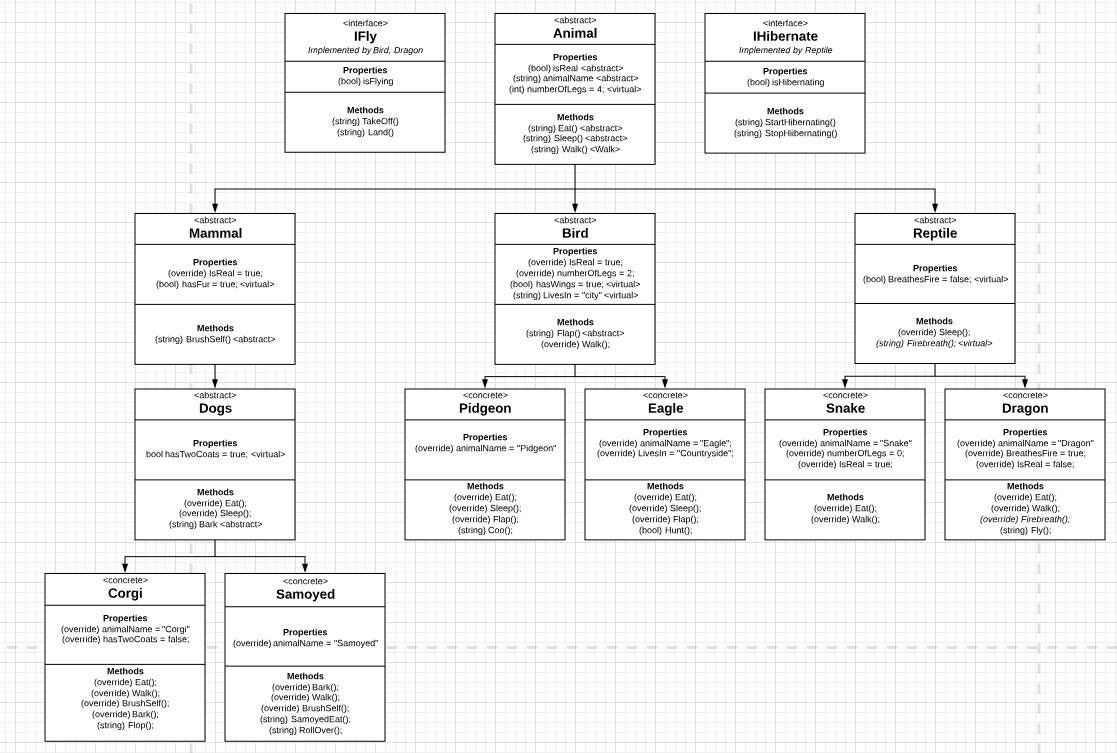 <interface>
IFly
Implemented by Bird, Dragon
Properties
(bool) isFlying
Methods
(string) TakeOff()
(string) Land()
<abstract>
Animal
Properties
(bool) isReal <abstract>
(string) animalName <abstract>
(int) numberOfLegs = 4; <virtual>
Methods
(string) Eat() <abstract>
(string) Sleep() <abstract>
(string) Walk() <Walk>
<interface>
IHibernate
Implemented by Reptile
Properties
(bool) isHibernating
Methods
(string) StartHibernating()
(string) StopHiibernating()
<abstract>
Mammal
Properties
(override) IsReal = true;
(bool) hasFur = true; <virtual>
Methods
(string) BrushSelf() <abstract>
<abstract>
Bird
Properties
(override) IsReal = true;
(override) numberOfLegs = 2;
(bool) hasWings = true; <virtual>
(string) LivesIn = "city" <virtual>
Methods
(string) Flap() <abstract>
(override) Walk();
<abstract>
Reptile
Properties
(bool) BreathesFire = false; <virtual>
Methods
(override) Sleep();
(string) Firebreath(); <virtual>
<abstract>
Dogs
Properties
bool hasTwoCoats = true; <virtual>
Methods
(override) Eat();
(override) Sleep();
(string) Bark <abstract>
<concrete>
Pidgeon
Properties
(override) animalName = "Pidgeon"
Methods
(override) Eat();
(override) Sleep();
(override) Flap();
(string) Coo();
<concrete>
Eagle
Properties
(override) animalName = "Eagle";
(override) LivesIn = "Countryside";
Methods
(override) Eat();
(override) Sleep();
(override) Flap();
(bool) Hunt();
<concrete>
Snake
Properties
(override) animalName = "Snake"
(override) numberOfLegs = 0;
(override) IsReal = true;
Methods
(override) Eat();
(override) Walk();
<concrete>
Dragon
Properties
(override) animalName = "Dragon"
(override) BreathesFire = true;
(override) IsReal = false;
Methods
(override) Eat();
(override) Walk();
(override) Firebreath();
(string) Fly();
<concrete>
Corgi
Properties
(override) animalName = "Corgi"
(override) hasTwoCoats = false;
Methods
(override) Eat();
(override) Walk();
(override) BrushSelf();
(override) Bark();
(string) Flop();
<concrete>
Samoyed
Properties
(override) animalName = "Samoyed"
Methods
(override) Bark();
(override) Walk();
(override) BrushSelf();
(string) SamoyedEat();
(string) RollOver();